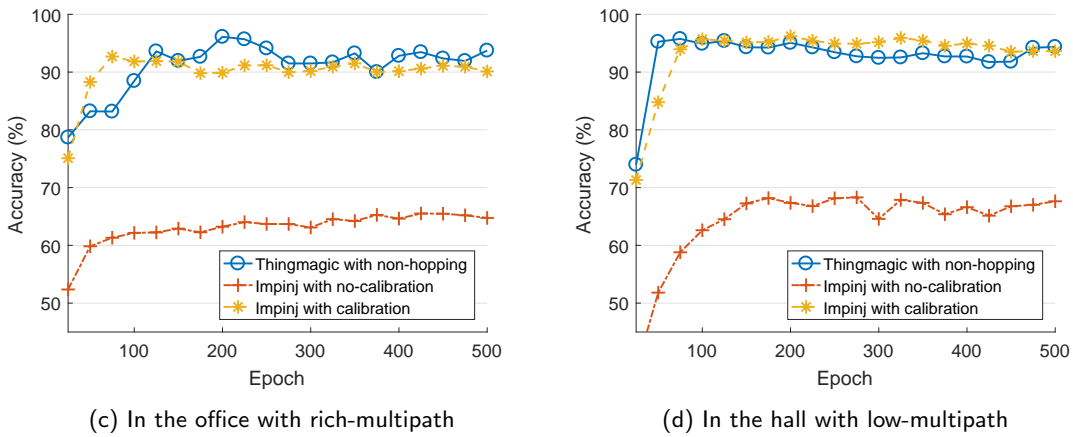 100
90
80
70
60
50
Accuracy (%)
Thingmagic with non-hopping
Impinj with no-calibration
Impinj with calibration
100 200 300 400 500
Epoch
(c) In the office with rich-multipath
100
90
80
70
60
50
Accuracy (%)
Thingmagic with non-hopping
Impinj with no-calibration
Impinj with calibration
100 200 300 400 500
Epoch
(d) In the hall with low-multipath